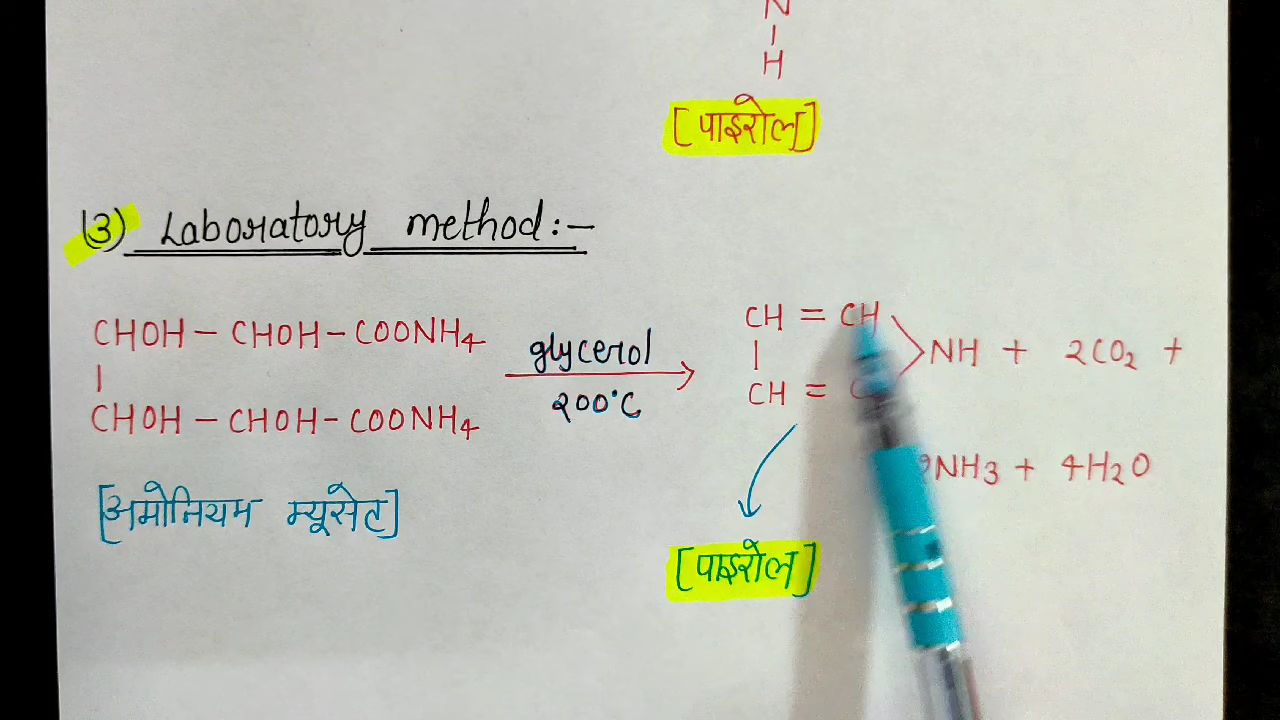 N
H
[पाइरोल]
(3) Laboratory method:-
CHOH - CHOH - COONH4
glycerol
200°C
CH = CH
NH + 2CO2 +
CH =
CHOH - CHOH - COONH4
NH3 + 4H2O
[अमोनियम म्यूसेट]
[पाइरोल]